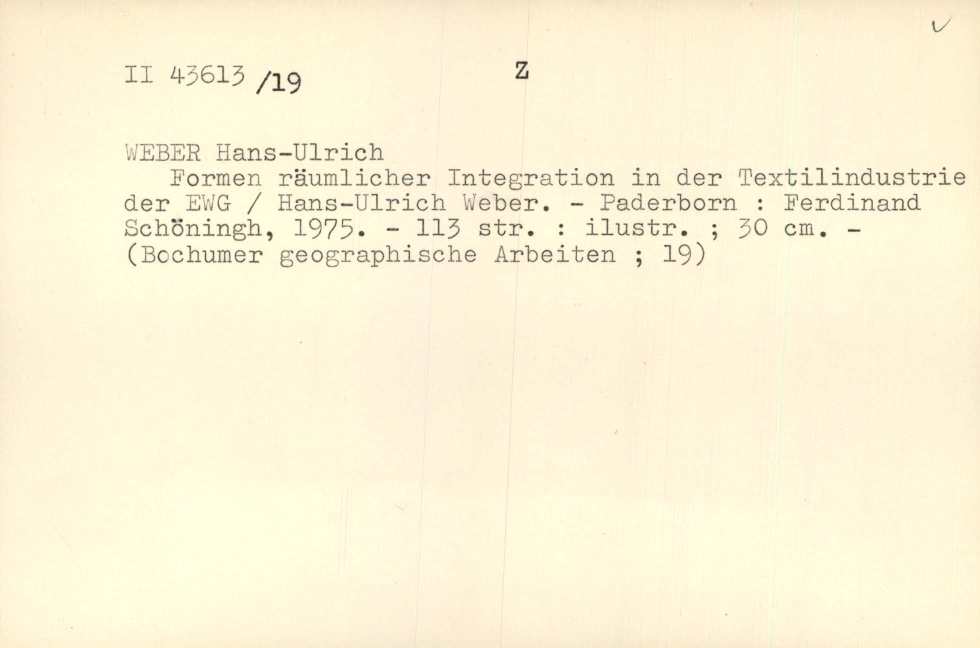 II 43613 /19 Z
WEBER Hans-Ulrich
Formen räumlicher Integration in der Textilindustrie
der EWG / Hans-Ulrich Weber. - Paderborn : Ferdinand
Schöningh, 1975. - 113 str. : ilustr. ; 30 cm. -
(Bochumer geographische Arbeiten ; 19)